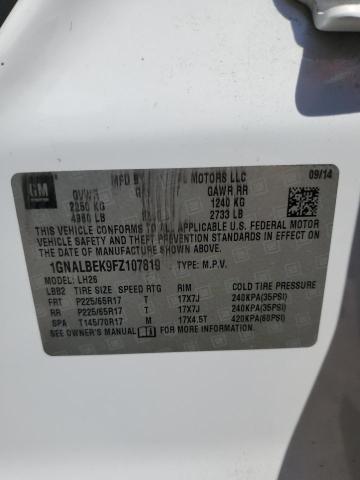 09/14
GM MFD BY MOTORS LLC
GVWR GAWR RR
2250 KG 1240 KG
4960 LB 2733 LB
THIS VEHICLE CONFORMS TO ALL APPLICABLE U.S. FEDERAL MOTOR
VEHICLE SAFETY STANDARDS IN EFFECT ON
THE DATE OF MANUFACTURE SHOWN ABOVE.
1GNALBEK9FZ107819 TYPE: M.P.V.
MODEL: LH26
LBB2 TIRE SIZE SPEED RTG RIM COLD TIRE PRESSURE
FRT P225/65R17 T 17X7J 240KPA(35PSI)
RR P225/65R17 T 17X7J 240KPA(35PSI)
SPA T145/70R17 M 17X4.5T 420KPA(60PSI)
SEE OWNER'S MANUAL FOR MORE INFORMATION.